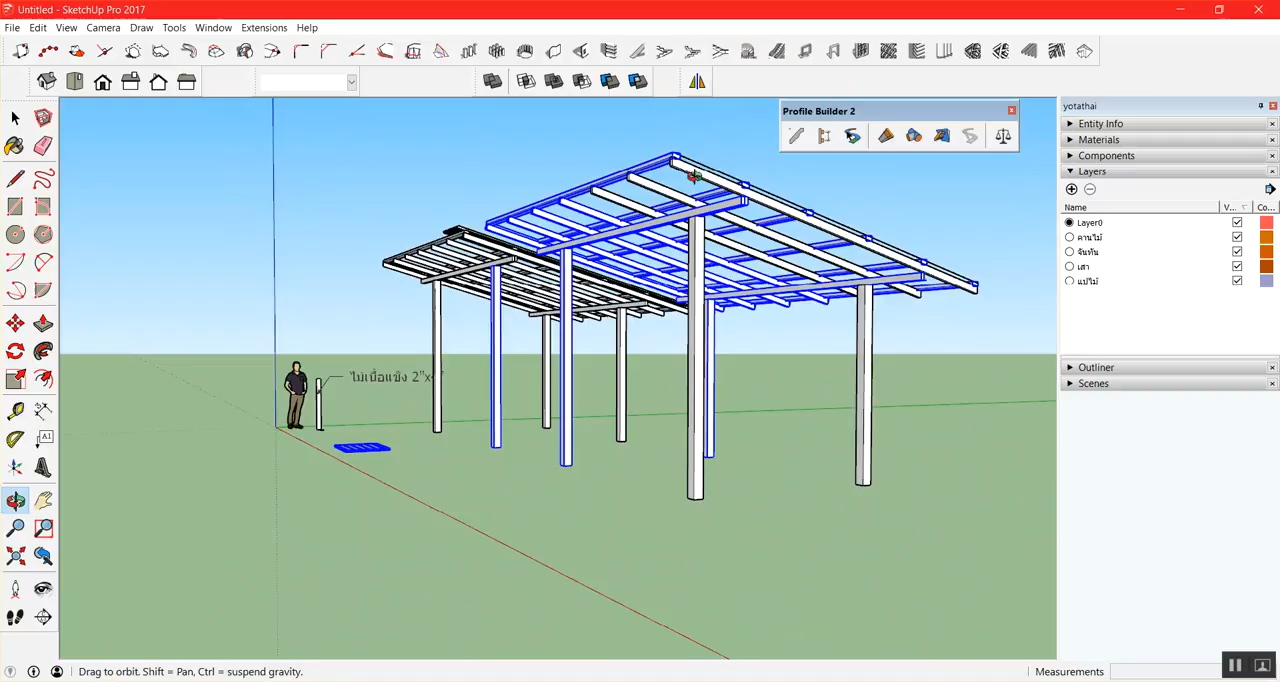 Untitled - SketchUp Pro 2017
File Edit View Camera Draw Tools Window Extensions Help
Profile Builder 2
yotathai
Entity Info
Materials
Components
Layers
Name V... Co...
Layer0
คานไม้
จันทัน
เสา
แปไม้
Outliner
Scenes
ไม้เนื้อแข็ง 2"x
A1
Drag to orbit. Shift = Pan, Ctrl = suspend gravity.
Measurements